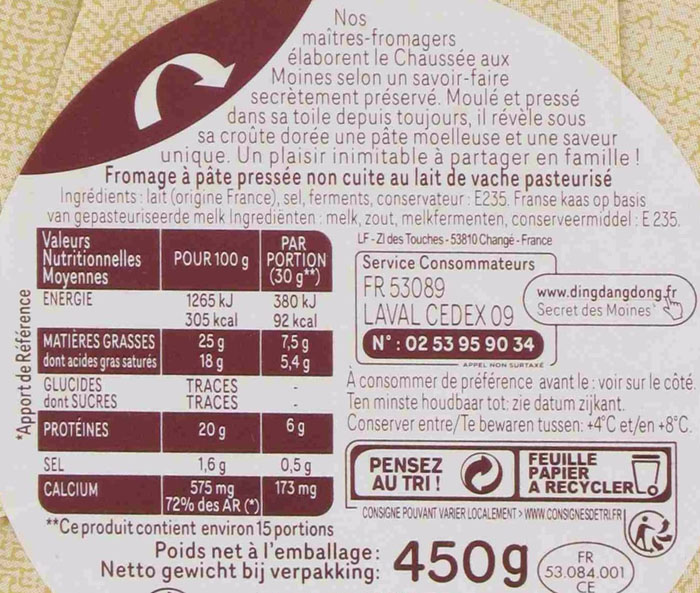 Nos
maîtres-fromagers
élaborent le Chaussée aux
Moines selon un savoir-faire
secrètement préservé. Moulé et pressé
dans sa toile depuis toujours, il révèle sous
sa croûte dorée une pâte moelleuse et une saveur
unique. Un plaisir inimitable à partager en famille !
Fromage à pâte pressée non cuite au lait de vache pasteurisé
Ingrédients : lait (origine France), sel, ferments, conservateur : E235. Franse kaas op basis
van gepasteuriseerde melk Ingrediënten : melk, zout, melkfermenten, conserveermiddel : E 235.
Valeurs Nutritionnelles Moyennes POUR 100 g PAR PORTION (30 g**)
ENERGIE 1265 kJ 380 kJ
305 kcal 92 kcal
MATIÈRES GRASSES 25 g 7,5 g
dont acides gras saturés 18 g 5,4 g
GLUCIDES TRACES -
dont SUCRES TRACES -
PROTÉINES 20 g 6 g
SEL 1,6 g 0,5 g
CALCIUM 575 mg 173 mg
72% des AR (*)
*Apport de Référence
**Ce produit contient environ 15 portions
LF - ZI des Touches - 53810 Changé - France
Service Consommateurs
FR 53089
LAVAL CEDEX 09
N° : 02 53 95 90 34
APPEL NON SURTAXÉ
www.dingdangdong.fr
Secret des Moines
À consommer de préférence avant le : voir sur le côté.
Ten minste houdbaar tot: zie datum zijkant.
Conserver entre/Te bewaren tussen: +4°C et/en +8°C.
PENSEZ
AU TRI !
FEUILLE
PAPIER
À RECYCLER
CONSIGNE POUVANT VARIER LOCALEMENT > WWW.CONSIGNESDETRI.FR
Poids net à l'emballage:
Netto gewicht bij verpakking:
450g
FR
53.084.001
CE